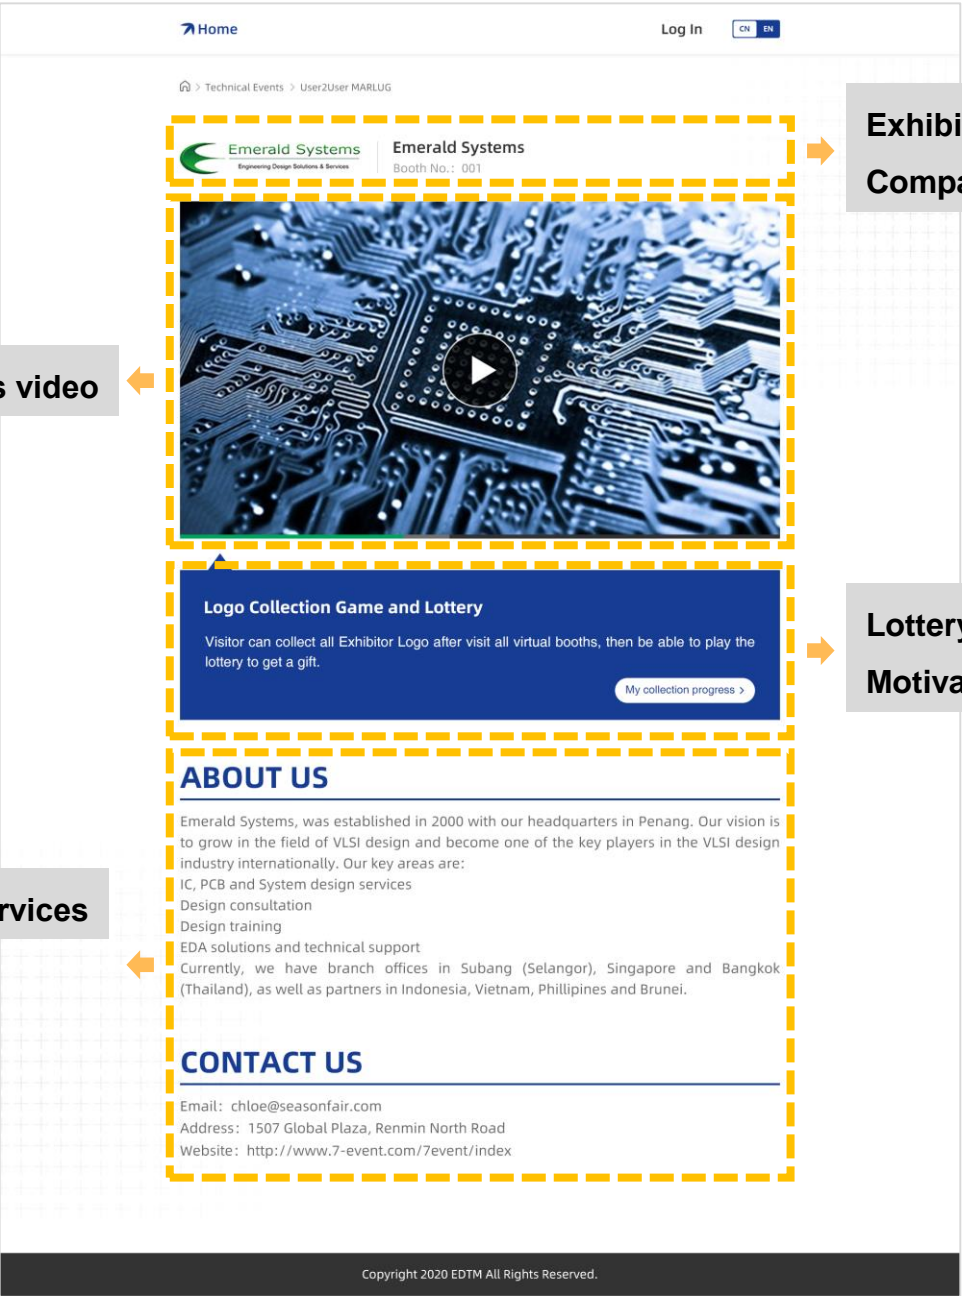 Home
Log In
CN EN
> Technical Events > User2User MARLUG
Emerald Systems
Engineering Design Solutions & Services
Emerald Systems
Booth No.: 001
Exhibi
Compa
s video
Logo Collection Game and Lottery
Visitor can collect all Exhibitor Logo after visit all virtual booths, then be able to play the
lottery to get a gift.
My collection progress >
Lottery
Motiva
ABOUT US
Emerald Systems, was established in 2000 with our headquarters in Penang. Our vision is
to grow in the field of VLSI design and become one of the key players in the VLSI design
industry internationally. Our key areas are:
IC, PCB and System design services
Design consultation
Design training
EDA solutions and technical support
Currently, we have branch offices in Subang (Selangor), Singapore and Bangkok
(Thailand), as well as partners in Indonesia, Vietnam, Phillipines and Brunei.
rvices
CONTACT US
Email: chloe@seasonfair.com
Address: 1507 Global Plaza, Renmin North Road
Website: http://www.7-event.com/7event/index
Copyright 2020 EDTM All Rights Reserved.